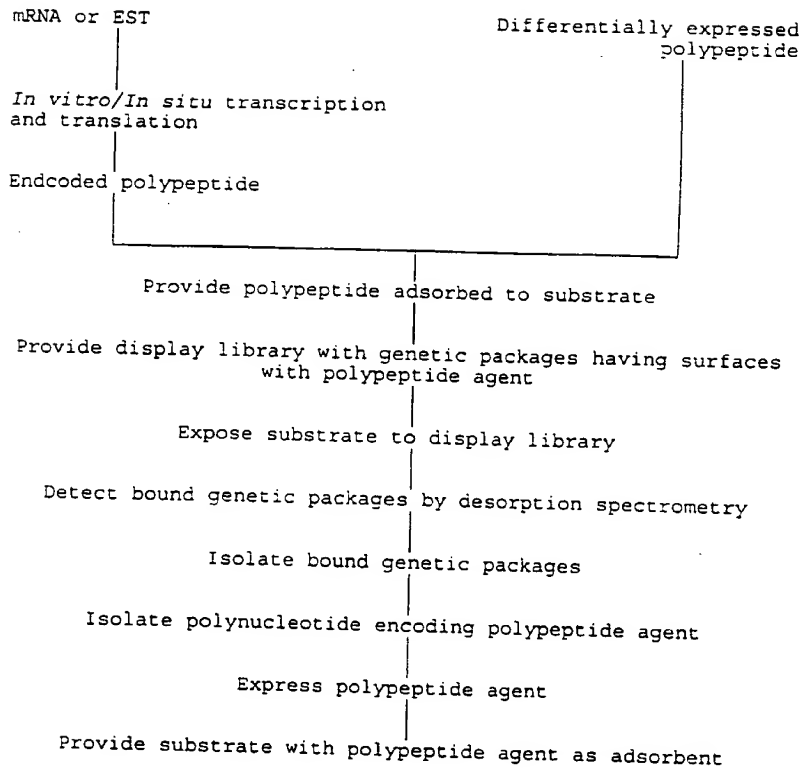 mRNA or EST
Differentially expressed
polypeptide
In vitro/In situ transcription
and translation
Endcoded polypeptide
Provide polypeptide adsorbed to substrate
Provide display library with genetic packages having surfaces
with polypeptide agent
Expose substrate to display library
Detect bound genetic packages by desorption spectrometry
Isolate bound genetic packages
Isolate polynucleotide encoding polypeptide agent
Express polypeptide agent
Provide substrate with polypeptide agent as adsorbent